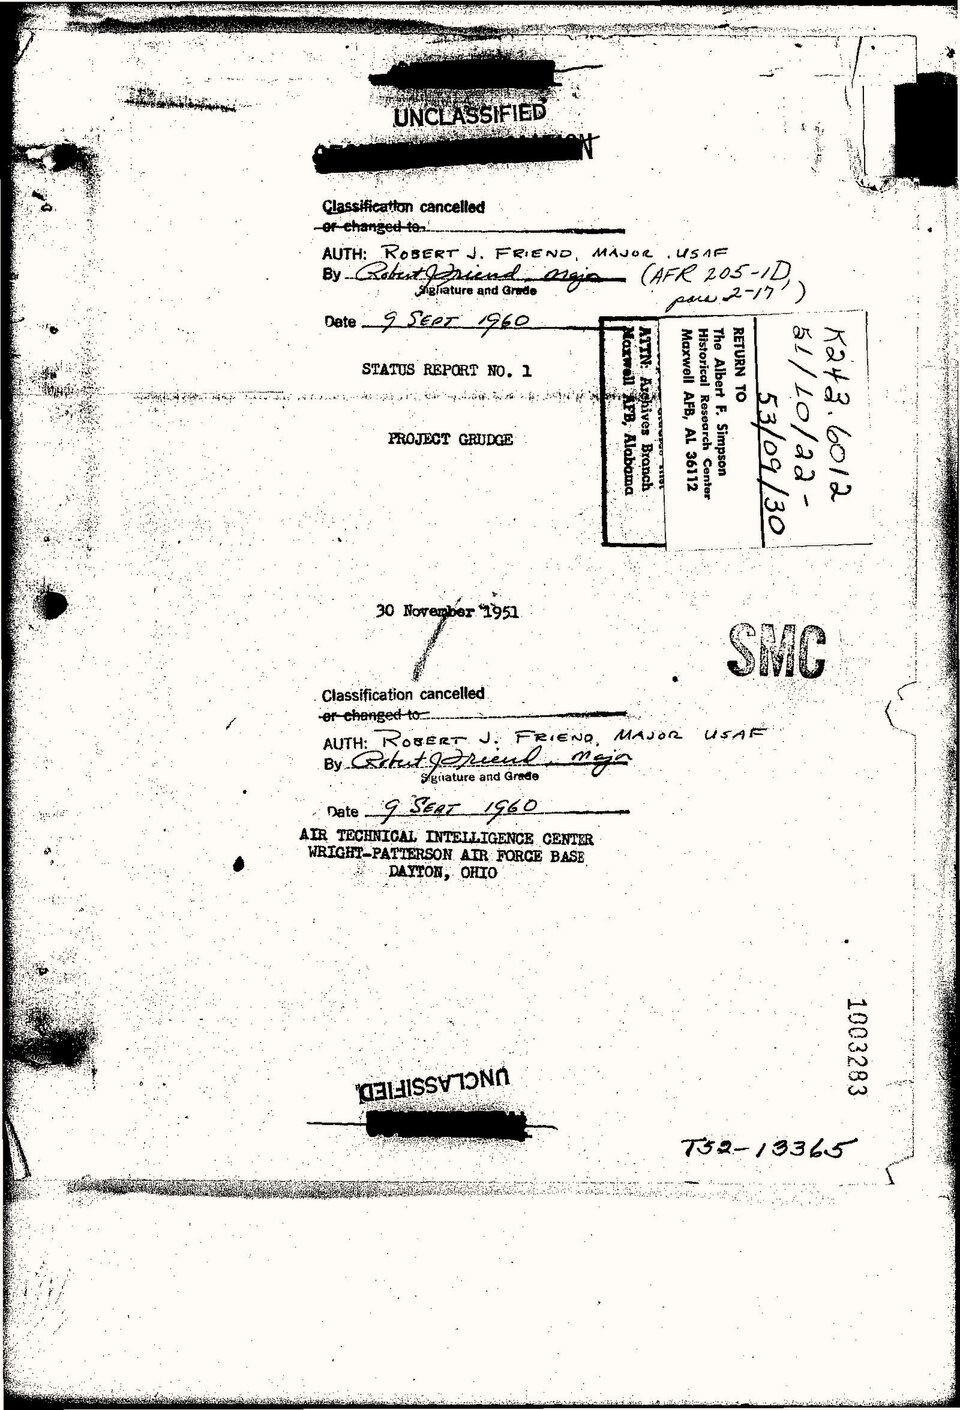 UNCLASSIFIED
Classification cancelled
or changed to
AUTH: ROBERT J. FRIEND, MAJOR, USAF
By Robert J Friend, Major (AFR 205-1D, para 2-17)
Signature and Grade
Date 9 SEPT 1960
STATUS REPORT NO. 1
PROJECT GRUDGE
ATTN: Archives Branch
Maxwell AFB, Alabama
RETURN TO
The Albert F. Simpson
Historical Research Center
Maxwell AFB, AL 36112
K243.6012
51/10/22-
53/09/30
30 November 1951
SMC
Classification cancelled
or changed to
AUTH: ROBERT J. FRIEND, MAJOR USAF
By Robert J Friend, Major
Signature and Grade
Date 9 SEPT 1960
AIR TECHNICAL INTELLIGENCE CENTER
WRIGHT-PATTERSON AIR FORCE BASE
DAYTON, OHIO
1003283
UNCLASSIFIED
T52-13365